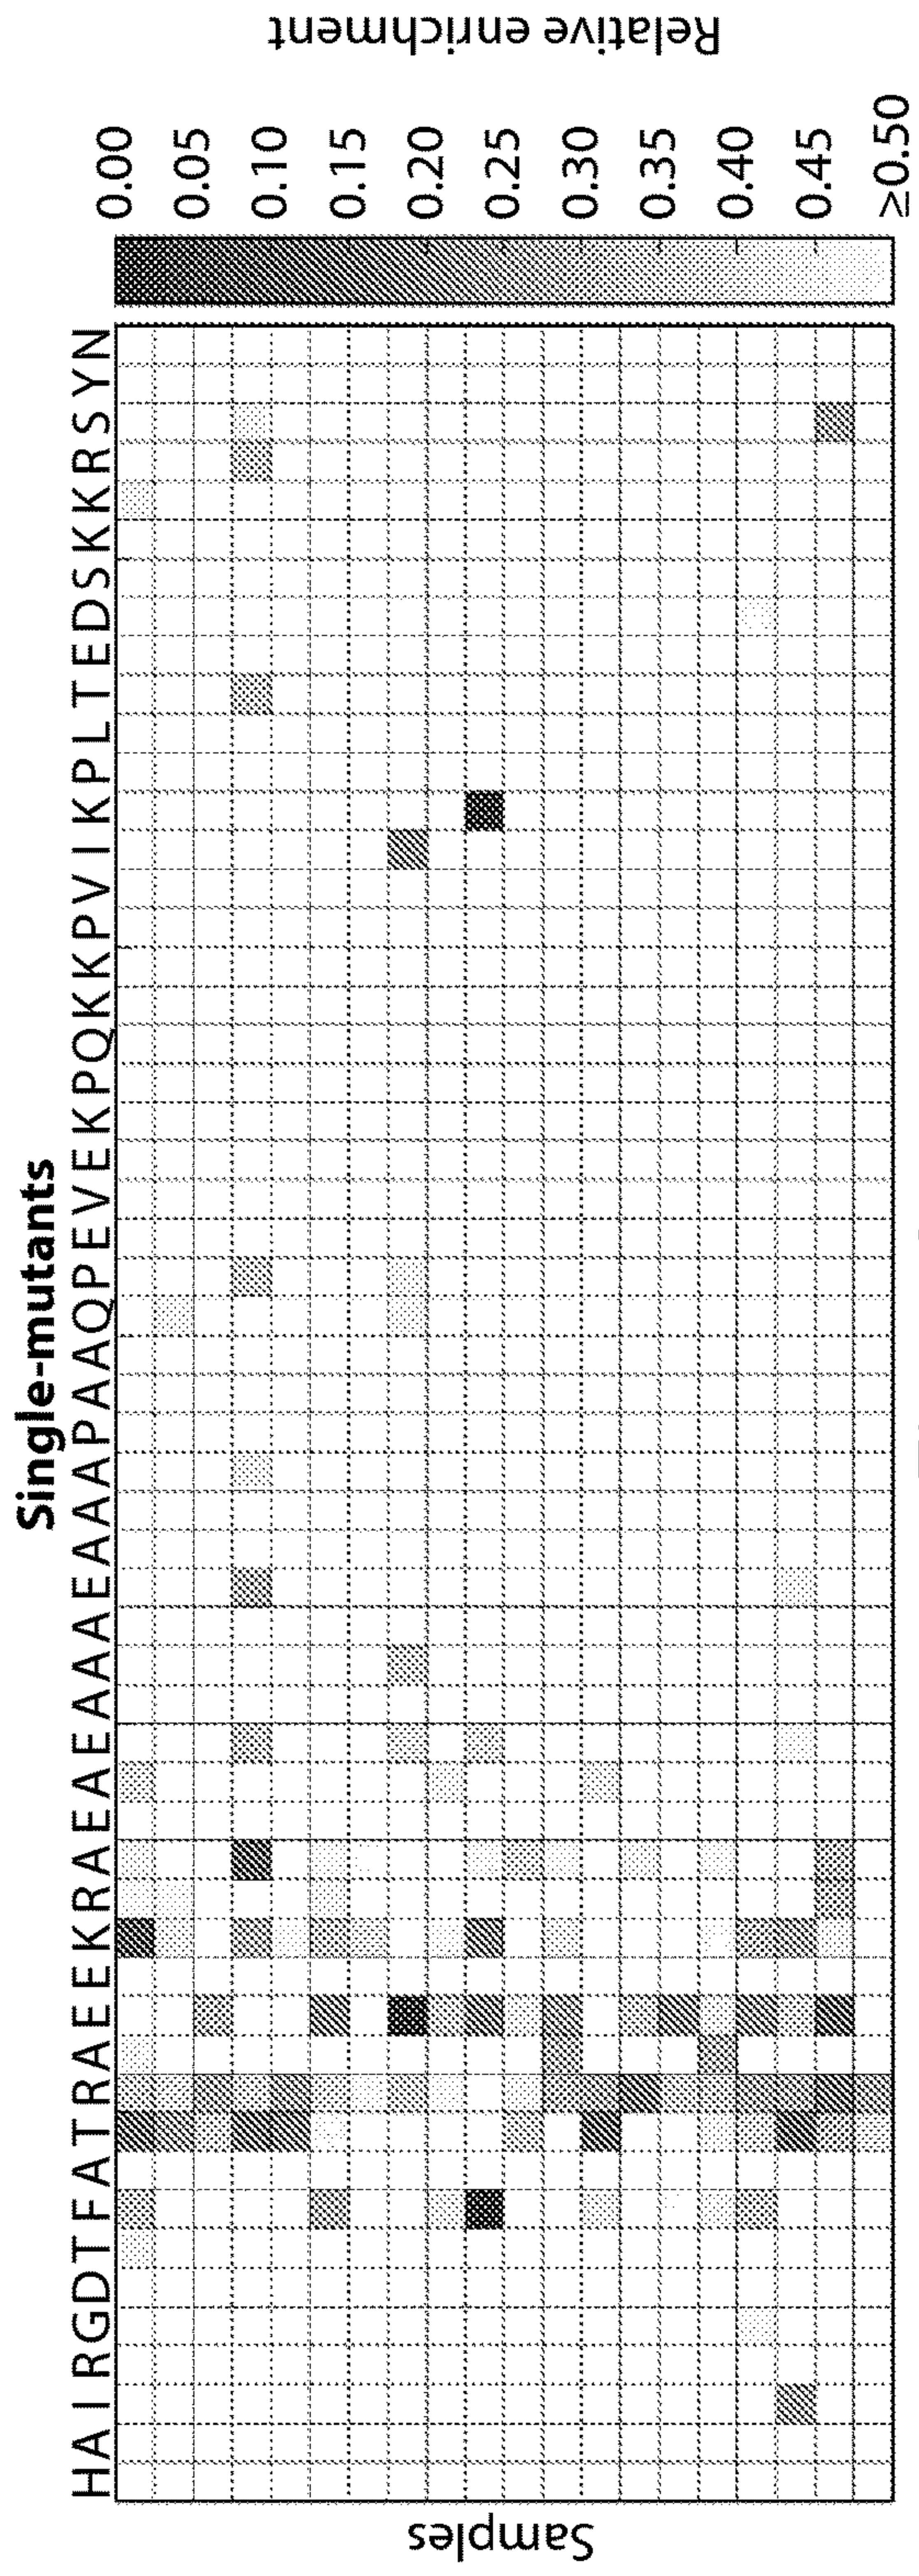 Single-mutants
H A I R G D T F A T R A E E K R A E A E A A A E A A A P A A Q P E V E K P Q K K P V I K P L T E D S K K R S Y N
Samples
0.00
0.05
0.10
0.15
0.20
0.25
0.30
0.35
0.40
0.45
≥0.50
Relative enrichment